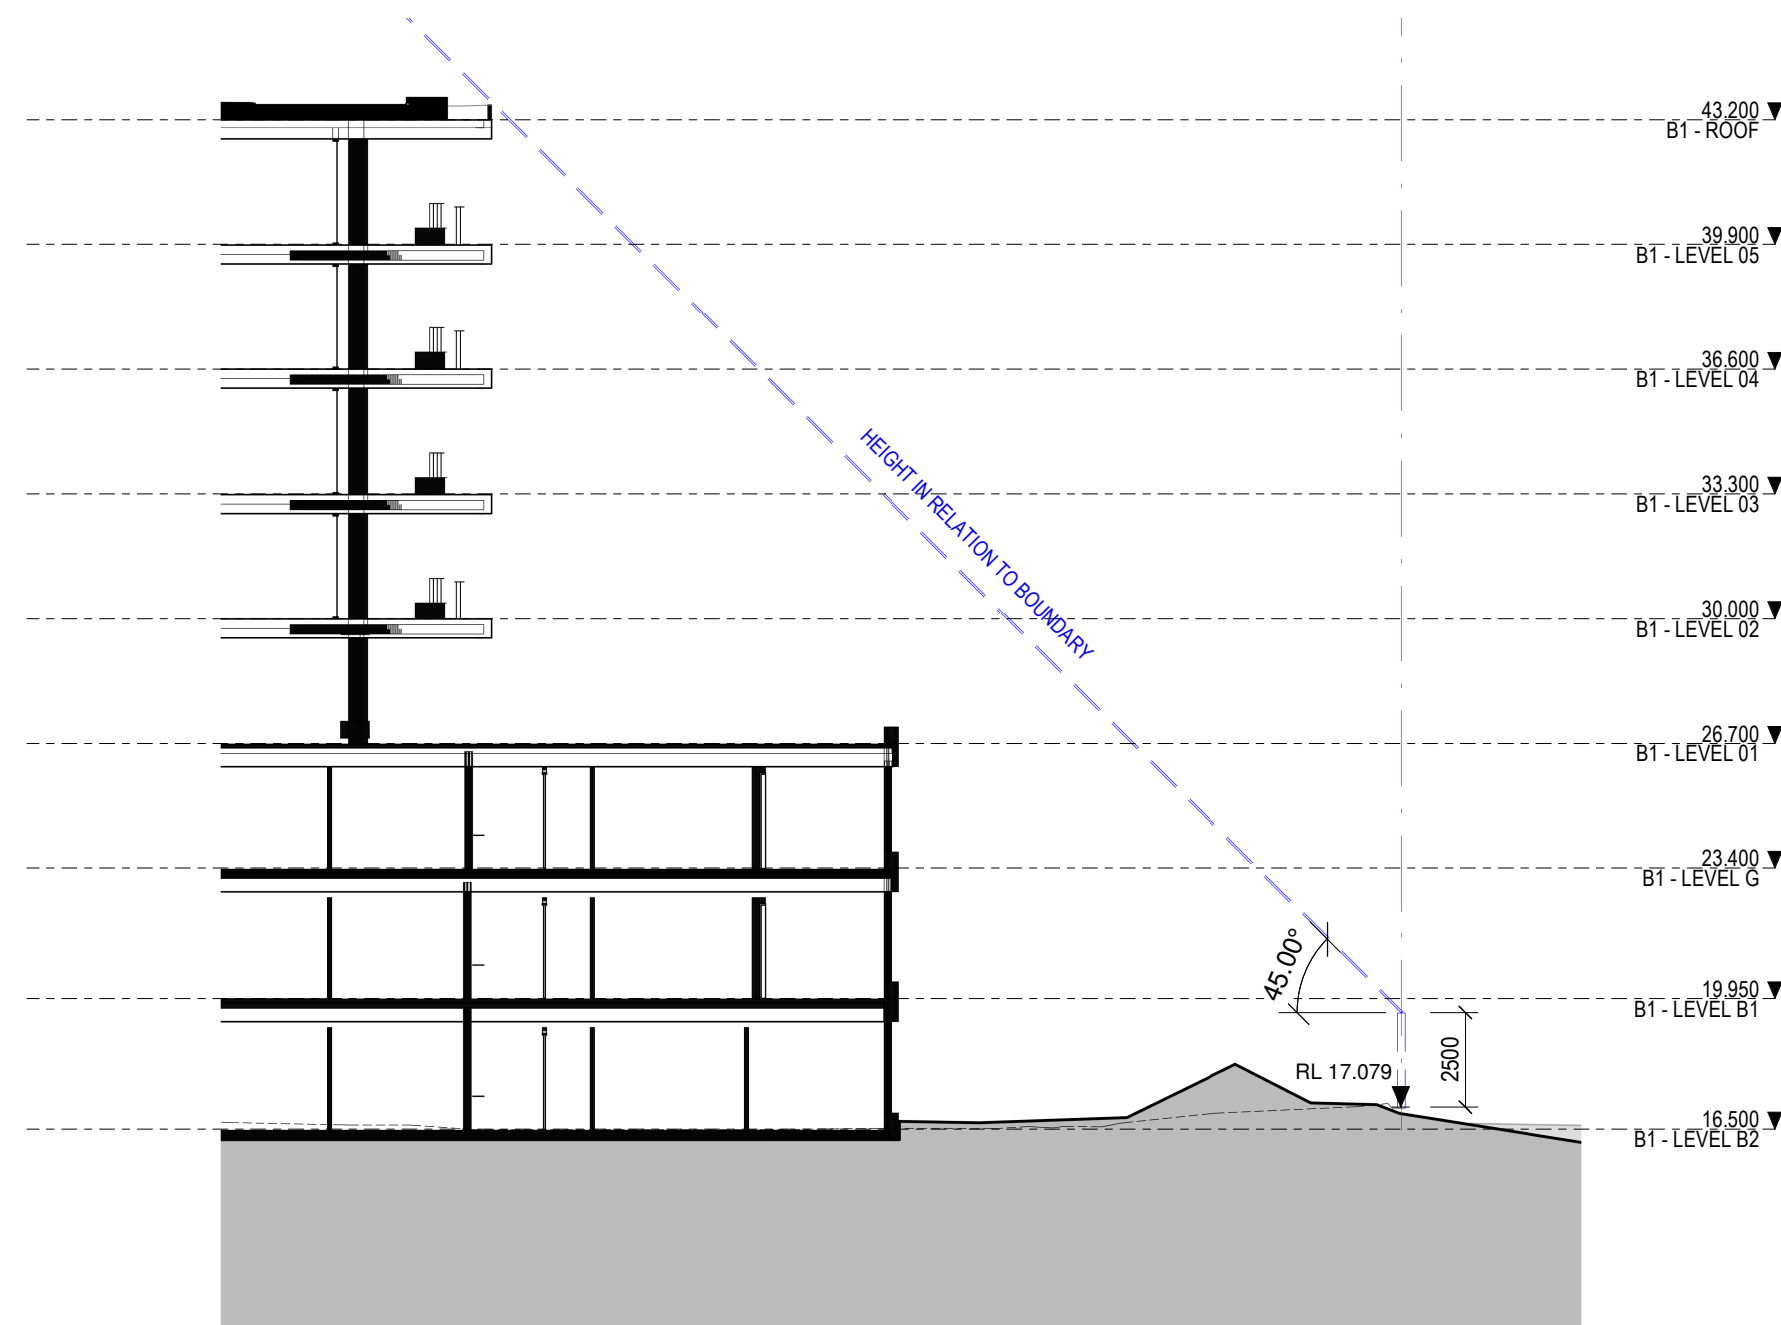 43.200
B1 - ROOF
39.900
B1 - LEVEL 05
36.600
B1 - LEVEL 04
HEIGHT IN RELATION TO BOUNDARY
33.300
B1 - LEVEL 03
30.000
B1 - LEVEL 02
26.700
B1 - LEVEL 01
23.400
B1 - LEVEL G
45.00°
19.950
B1 - LEVEL B1
2500
RL 17.079
16.500
B1 - LEVEL B2